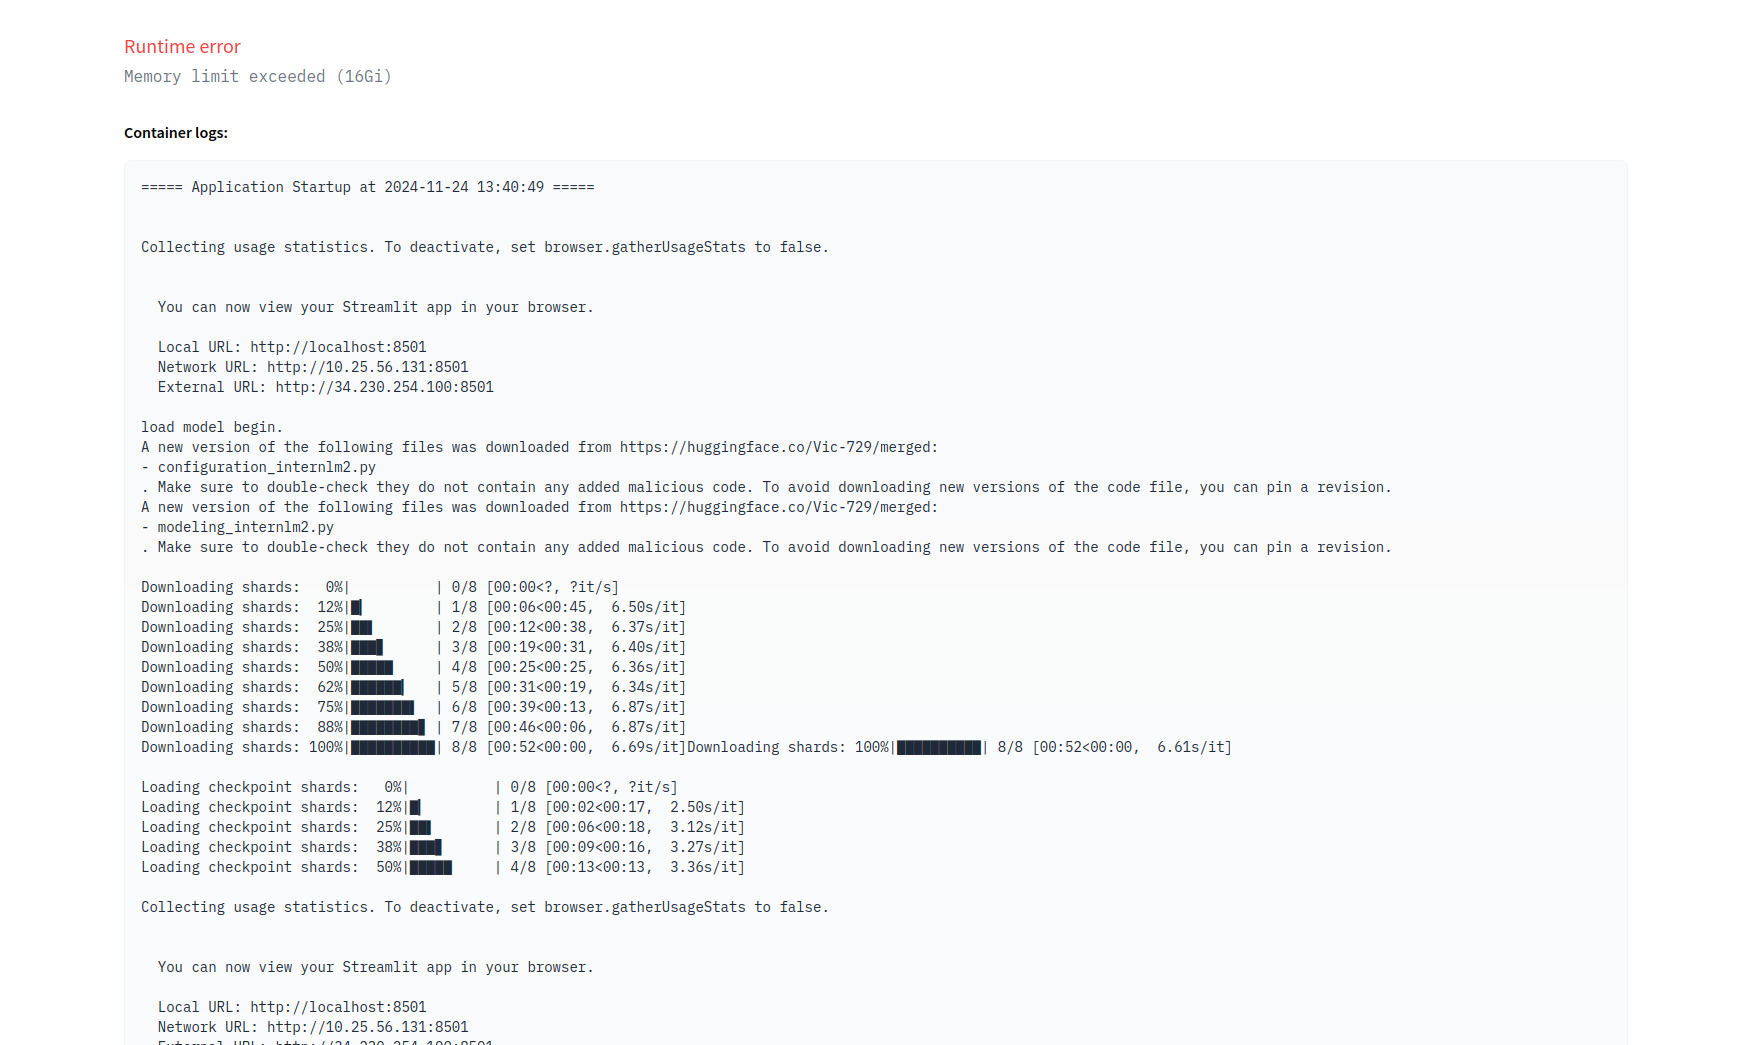 Runtime error
Memory limit exceeded (16Gi)
Container logs:
===== Application Startup at 2024-11-24 13:40:49 =====
Collecting usage statistics. To deactivate, set browser.gatherUsageStats to false.
You can now view your Streamlit app in your browser.
Local URL: http://localhost:8501
Network URL: http://10.25.56.131:8501
External URL: http://34.230.254.100:8501
load model begin.
A new version of the following files was downloaded from https://huggingface.co/Vic-729/merged:
- configuration_internlm2.py
. Make sure to double-check they do not contain any added malicious code. To avoid downloading new versions of the code file, you can pin a revision.
A new version of the following files was downloaded from https://huggingface.co/Vic-729/merged:
- modeling_internlm2.py
. Make sure to double-check they do not contain any added malicious code. To avoid downloading new versions of the code file, you can pin a revision.
Downloading shards:   0%|          | 0/8 [00:00<?, ?it/s]
Downloading shards:  12%|█▎        | 1/8 [00:06<00:45,  6.50s/it]
Downloading shards:  25%|██▌       | 2/8 [00:12<00:38,  6.37s/it]
Downloading shards:  38%|███▊      | 3/8 [00:19<00:31,  6.40s/it]
Downloading shards:  50%|█████     | 4/8 [00:25<00:25,  6.36s/it]
Downloading shards:  62%|██████▎   | 5/8 [00:31<00:19,  6.34s/it]
Downloading shards:  75%|███████▌  | 6/8 [00:39<00:13,  6.87s/it]
Downloading shards:  88%|████████▊ | 7/8 [00:46<00:06,  6.87s/it]
Downloading shards: 100%|██████████| 8/8 [00:52<00:00,  6.69s/it]Downloading shards: 100%|██████████| 8/8 [00:52<00:00,  6.61s/it]
Loading checkpoint shards:   0%|          | 0/8 [00:00<?, ?it/s]
Loading checkpoint shards:  12%|█▎        | 1/8 [00:02<00:17,  2.50s/it]
Loading checkpoint shards:  25%|██▌       | 2/8 [00:06<00:18,  3.12s/it]
Loading checkpoint shards:  38%|███▊      | 3/8 [00:09<00:16,  3.27s/it]
Loading checkpoint shards:  50%|█████     | 4/8 [00:13<00:13,  3.36s/it]
Collecting usage statistics. To deactivate, set browser.gatherUsageStats to false.
You can now view your Streamlit app in your browser.
Local URL: http://localhost:8501
Network URL: http://10.25.56.131:8501
External URL: http://34.230.254.100:8501